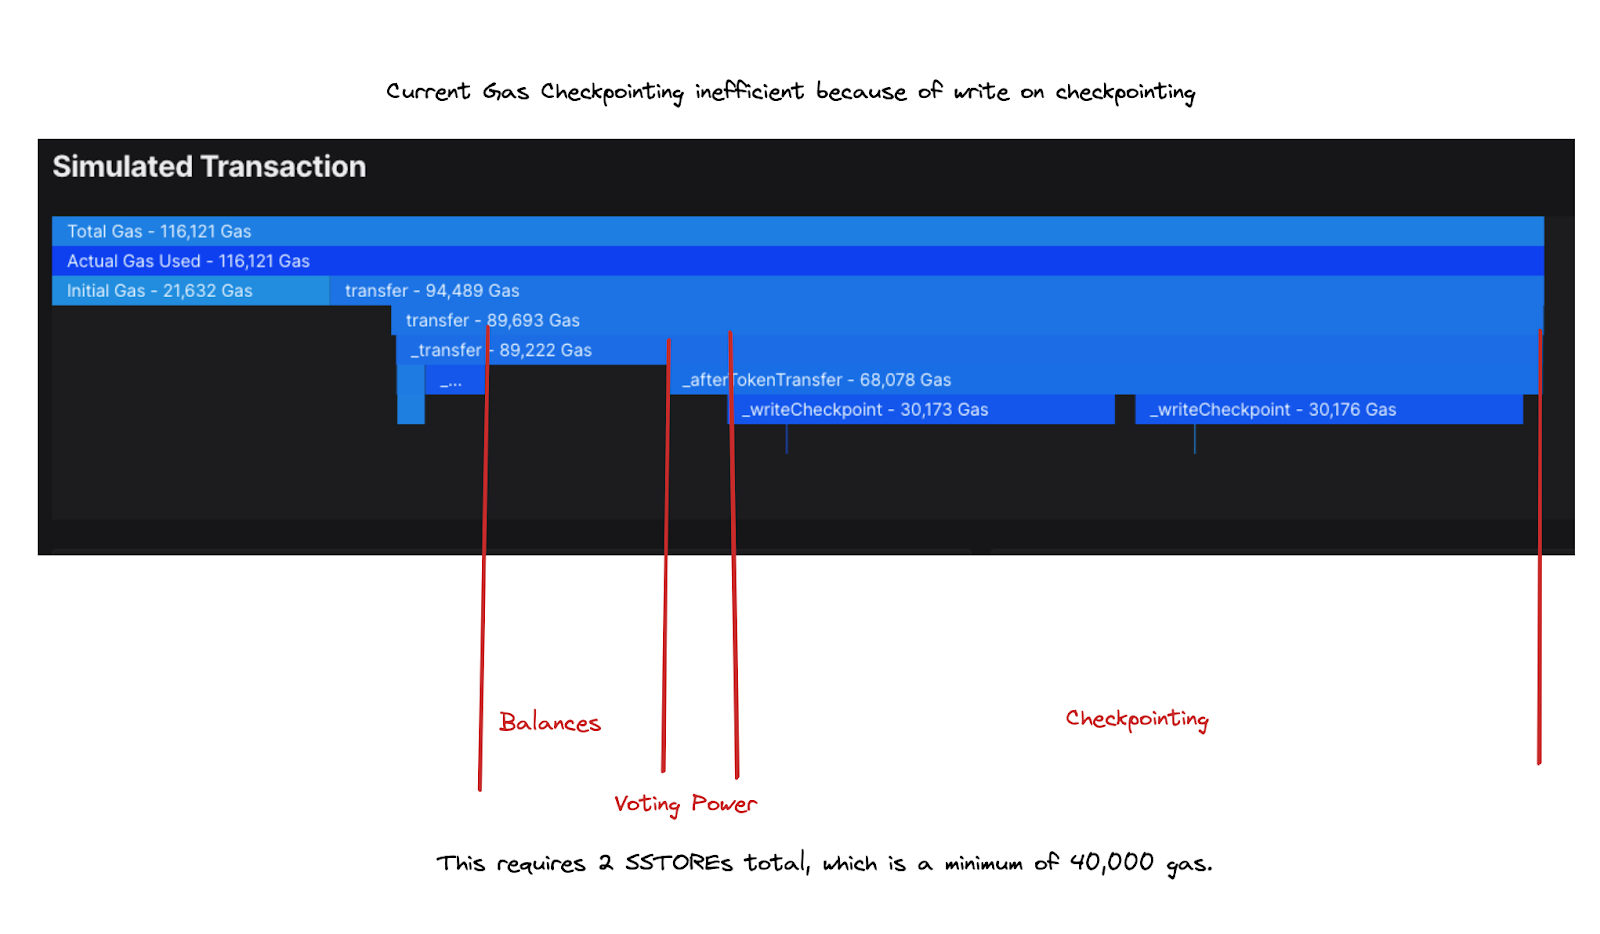 Current Gas Checkpointing inefficient because of write on checkpointing
Simulated Transaction
Total Gas - 116,121 Gas
Actual Gas Used - 116,121 Gas
Initial Gas - 21,632 Gas
transfer - 94,489 Gas
transfer - 89,693 Gas
_transfer - 89,222 Gas
_...
_afterTokenTransfer - 68,078 Gas
_writeCheckpoint - 30,173 Gas
_writeCheckpoint - 30,176 Gas
Balances
Checkpointing
Voting Power
This requires 2 SSTOREs total, which is a minimum of 40,000 gas.